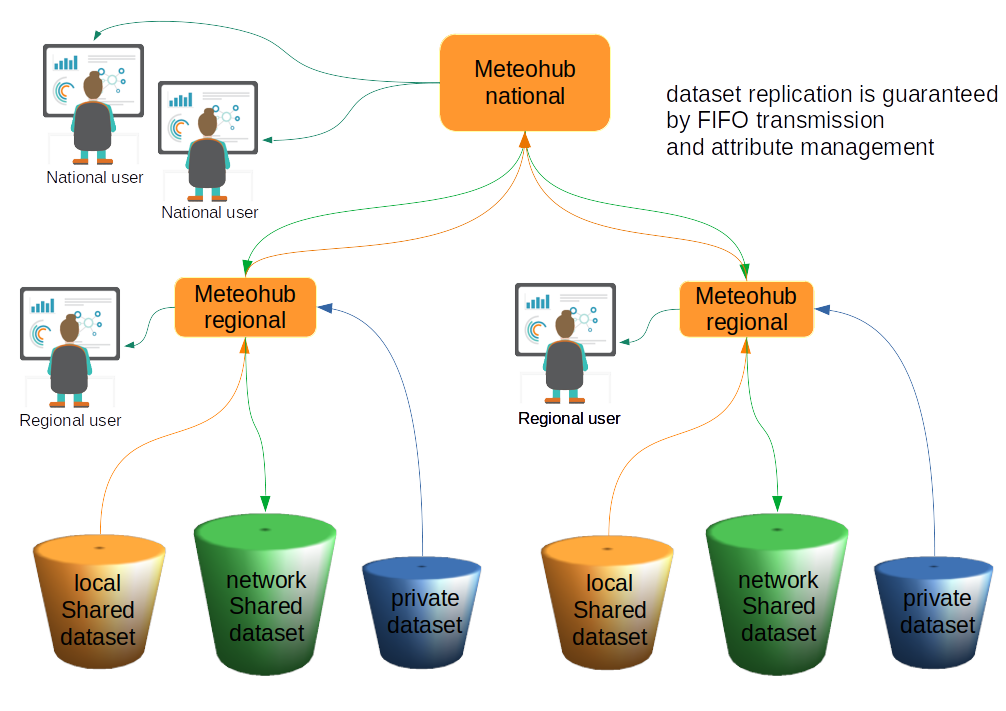 Meteohub
national
dataset replication is guaranteed
by FIFO transmission
and attribute management
National user
National user
Meteohub
regional
Meteohub
regional
Regional user
Regional user
local
Shared
dataset
network
Shared
dataset
private
dataset
local
Shared
dataset
network
Shared
dataset
private
dataset